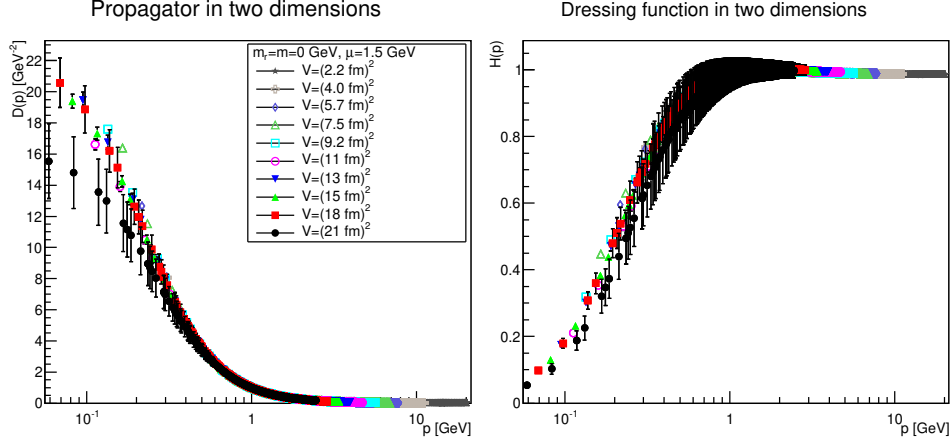 Propagator in two dimensions
D(p) [GeV⁻²]
22
20
18
16
14
12
10
8
6
4
2
0
10⁻¹
1
10
p [GeV]
mᵣ=m=0 GeV, μ=1.5 GeV
V=(2.2 fm)²
V=(4.0 fm)²
V=(5.7 fm)²
V=(7.5 fm)²
V=(9.2 fm)²
V=(11 fm)²
V=(13 fm)²
V=(15 fm)²
V=(18 fm)²
V=(21 fm)²
Dressing function in two dimensions
H(p)
1
0.8
0.6
0.4
0.2
0
10⁻¹
1
10
p [GeV]